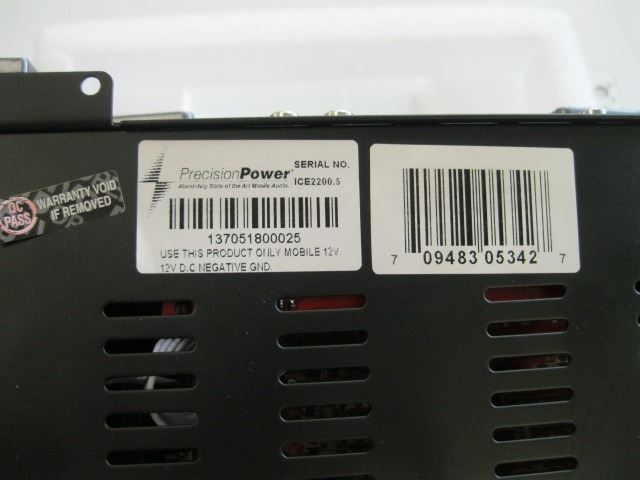 QC
PASS
WARRANTY VOID
IF REMOVED
PrecisionPower
Absolutely State of the Art Mobile Audio.
SERIAL NO.
ICE2200.5
137051800025
USE THIS PRODUCT ONLY MOBILE 12V.
12V D.C NEGATIVE GND.
7 09483 05342 7